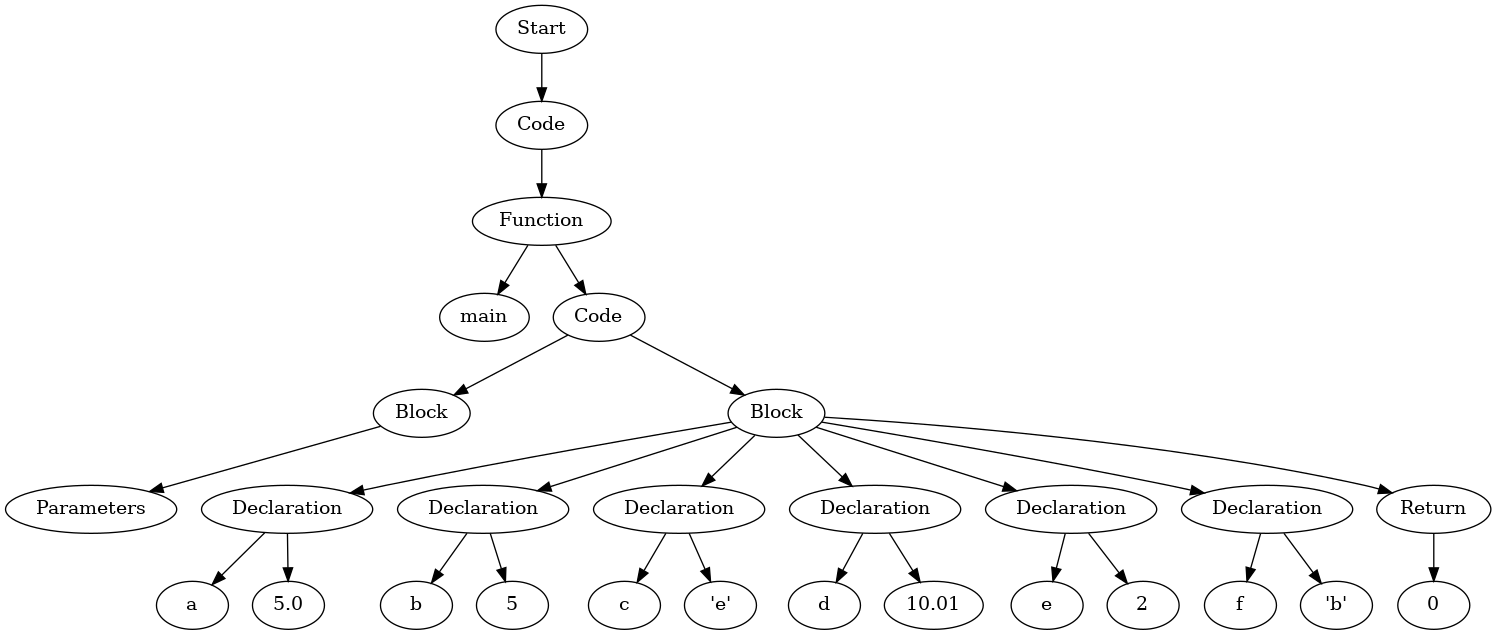 Start
Code
Function
main
Code
Block
Block
Parameters
Declaration
Declaration
Declaration
Declaration
Declaration
Declaration
Return
a
5.0
b
5
c
'e'
d
10.01
e
2
f
'b'
0